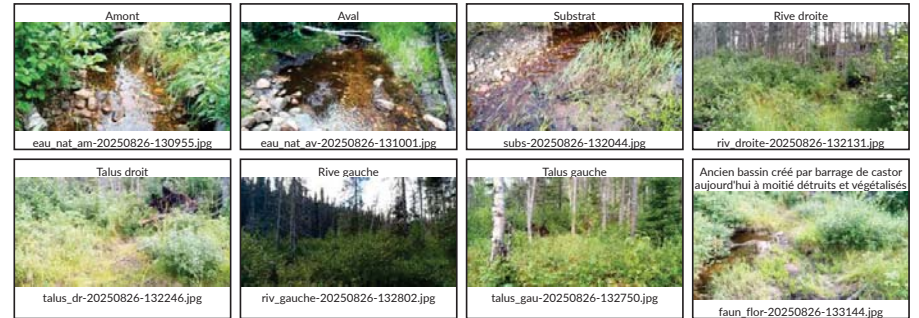 Amont
eau_nat_am-20250826-130955.jpg
Aval
eau_nat_av-20250826-131001.jpg
Substrat
subs-20250826-132044.jpg
Rive droite
riv_droite-20250826-132131.jpg
Talus droit
talus_dr-20250826-132246.jpg
Rive gauche
riv_gauche-20250826-132802.jpg
Talus gauche
talus_gau-20250826-132750.jpg
Ancien bassin créé par barrage de castor
aujourd'hui à moitié détruits et végétalisés
faun_flor-20250826-133144.jpg